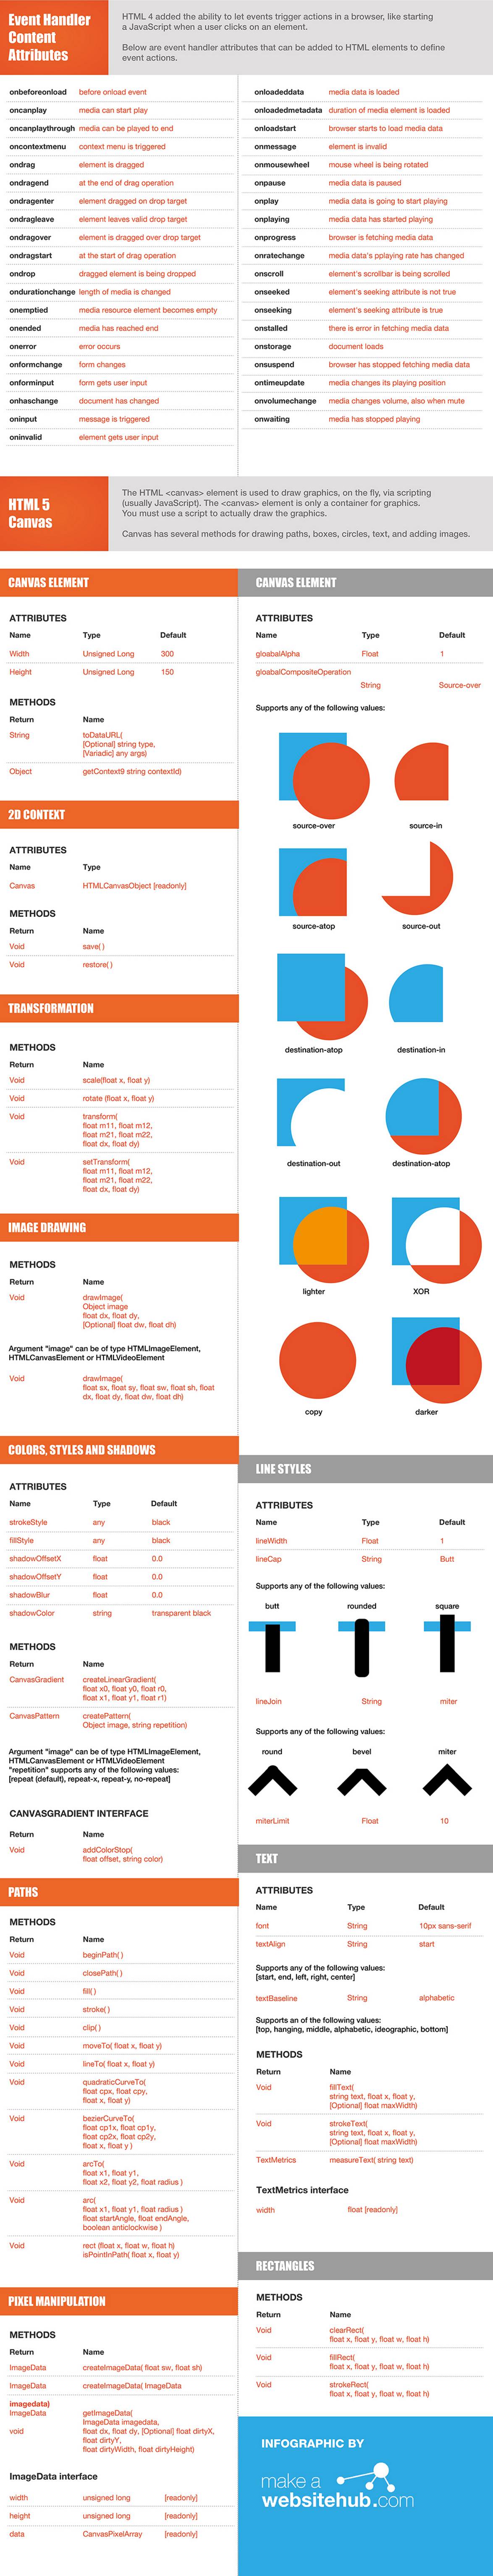 Event Handler
Content
Attributes
HTML 4 added the ability to let events trigger actions in a browser, like starting
a JavaScript when a user clicks on an element.
Below are event handler attributes that can be added to HTML elements to define
event actions.
onbeforeonload before onload event
oncanplay media can start play
oncanplaythrough media can be played to end
oncontextmenu context menu is triggered
ondrag element is dragged
ondragend at the end of drag operation
ondragenter element dragged on drop target
ondragleave element leaves valid drop target
ondragover element is dragged over drop target
ondragstart at the start of drag operation
ondrop dragged element is being dropped
ondurationchange length of media is changed
onemptied media resource element becomes empty
onended media has reached end
onerror error occurs
onformchange form changes
onforminput form gets user input
onhaschange document has changed
oninput message is triggered
oninvalid element gets user input
onloadeddata media data is loaded
onloadedmetadata duration of media element is loaded
onloadstart browser starts to load media data
onmessage element is invalid
onmousewheel mouse wheel is being rotated
onpause media data is paused
onplay media data is going to start playing
onplaying media data has started playing
onprogress browser is fetching media data
onratechange media data's pplaying rate has changed
onscroll element's scrollbar is being scrolled
onseeked element's seeking attribute is not true
onseeking element's seeking attribute is true
onstalled there is error in fetching media data
onstorage document loads
onsuspend browser has stopped fetching media data
ontimeupdate media changes its playing position
onvolumechange media changes volume, also when mute
onwaiting media has stopped playing
HTML 5
Canvas
The HTML <canvas> element is used to draw graphics, on the fly, via scripting
(usually JavaScript). The <canvas> element is only a container for graphics.
You must use a script to actually draw the graphics.
Canvas has several methods for drawing paths, boxes, circles, text, and adding images.
CANVAS ELEMENT
ATTRIBUTES
Name Type Default
Width Unsigned Long 300
Height Unsigned Long 150
METHODS
Return Name
String toDataURL(
[Optional] string type,
[Variadic] any args)
Object getContext9 string contextId)
2D CONTEXT
ATTRIBUTES
Name Type
Canvas HTMLCanvasObject [readonly]
METHODS
Return Name
Void save( )
Void restore( )
TRANSFORMATION
METHODS
Return Name
Void scale(float x, float y)
Void rotate (float x, float y)
Void transform(
float m11, float m12,
float m21, float m22,
float dx, float dy)
Void setTransform(
float m11, float m12,
float m21, float m22,
float dx, float dy)
IMAGE DRAWING
METHODS
Return Name
Void drawImage(
Object image
float dx, float dy,
[Optional] float dw, float dh)
Argument "image" can be of type HTMLImageElement,
HTMLCanvasElement or HTMLVideoElement
Void drawImage(
float sx, float sy, float sw, float sh, float
dx, float dy, float dw, float dh)
COLORS, STYLES AND SHADOWS
ATTRIBUTES
Name Type Default
strokeStyle any black
fillStyle any black
shadowOffsetX float 0.0
shadowOffsetY float 0.0
shadowBlur float 0.0
shadowColor string transparent black
METHODS
Return Name
CanvasGradient createLinearGradient(
float x0, float y0, float r0,
float x1, float y1, float r1)
CanvasPattern createPattern(
Object image, string repetition)
Argument "image" can be of type HTMLImageElement,
HTMLCanvasElement or HTMLVideoElement
"repetition" supports any of the following values:
[repeat (default), repeat-x, repeat-y, no-repeat]
CANVASGRADIENT INTERFACE
Return Name
Void addColorStop(
float offset, string color)
PATHS
METHODS
Return Name
Void beginPath( )
Void closePath( )
Void fill( )
Void stroke( )
Void clip( )
Void moveTo( float x, float y)
Void lineTo( float x, float y)
Void quadraticCurveTo(
float cpx, float cpy,
float x, float y)
Void bezierCurveTo(
float cp1x, float cp1y,
float cp2x, float cp2y,
float x, float y )
Void arcTo(
float x1, float y1,
float x2, float y2, float radius )
Void arc(
float x1, float y1, float radius )
float startAngle, float endAngle,
boolean anticlockwise )
Void rect (float x, float w, float h)
isPointInPath( float x, float y)
PIXEL MANIPULATION
METHODS
Return Name
ImageData createImageData( float sw, float sh)
ImageData createImageData( ImageData
imagedata)
ImageData getImageData(
ImageData imagedata,
void float dx, float dy, [Optional] float dirtyX,
float dirtyY,
float dirtyWidth, float dirtyHeight)
ImageData interface
width unsigned long [readonly]
height unsigned long [readonly]
data CanvasPixelArray [readonly]
CANVAS ELEMENT
ATTRIBUTES
Name Type Default
gloabalAlpha Float 1
gloabalCompositeOperation
String Source-over
Supports any of the following values:
source-over source-in
source-atop source-out
destination-atop destination-in
destination-out destination-atop
lighter XOR
copy darker
LINE STYLES
ATTRIBUTES
Name Type Default
lineWidth Float 1
lineCap String Butt
Supports any of the following values:
butt rounded square
lineJoin String miter
Supports any of the following values:
round bevel miter
miterLimit Float 10
TEXT
ATTRIBUTES
Name Type Default
font String 10px sans-serif
textAlign String start
Supports any of the following values:
[start, end, left, right, center]
textBaseline String alphabetic
Supports an of the following values:
[top, hanging, middle, alphabetic, ideographic, bottom]
METHODS
Return Name
Void fillText(
string text, float x, float y,
[Optional] float maxWidth)
Void strokeText(
string text, float x, float y,
[Optional] float maxWidth)
TextMetrics measureText( string text)
TextMetrics interface
width float [readonly]
RECTANGLES
METHODS
Return Name
Void clearRect(
float x, float y, float w, float h)
Void fillRect(
float x, float y, float w, float h)
Void strokeRect(
float x, float y, float w, float h)
INFOGRAPHIC BY
make a
websitehub.com